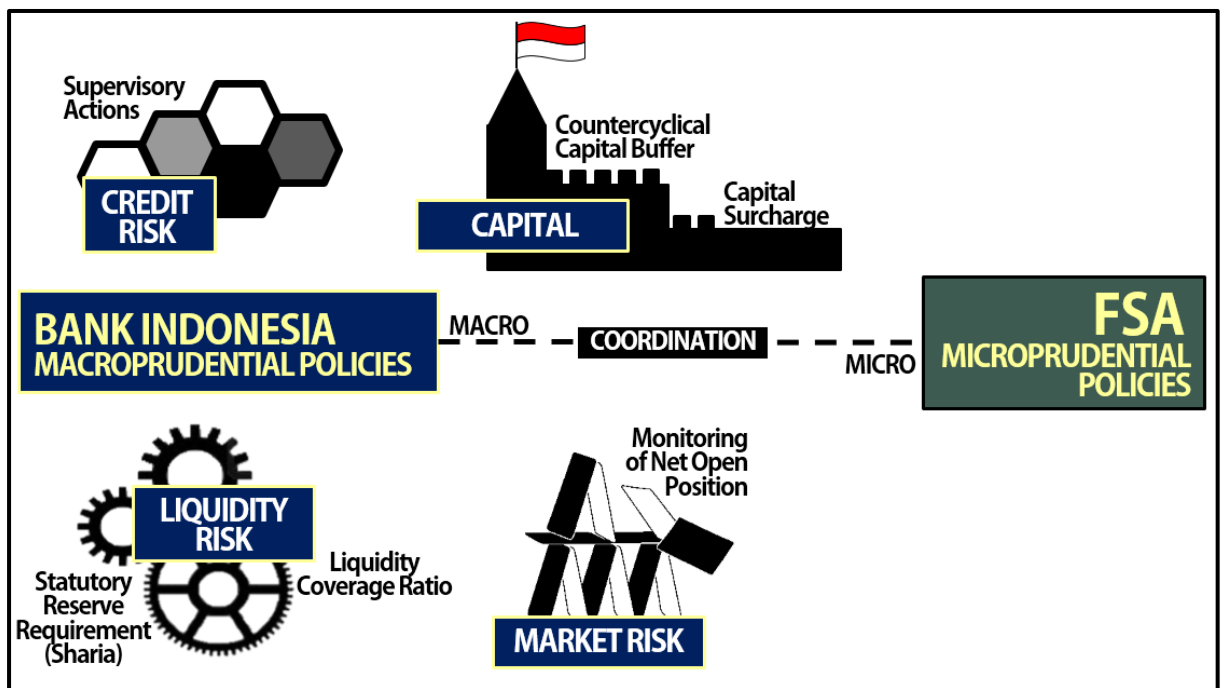 Supervisory
Actions
CREDIT
RISK
Countercyclical
Capital Buffer
Capital
Surcharge
CAPITAL
BANK INDONESIA
MACROPRUDENTIAL POLICIES
MACRO
COORDINATION
MICRO
FSA
MICROPRUDENTIAL
POLICIES
LIQUIDITY
RISK
Statutory
Reserve
Requirement
(Sharia)
Liquidity
Coverage Ratio
Monitoring
of Net Open
Position
MARKET RISK